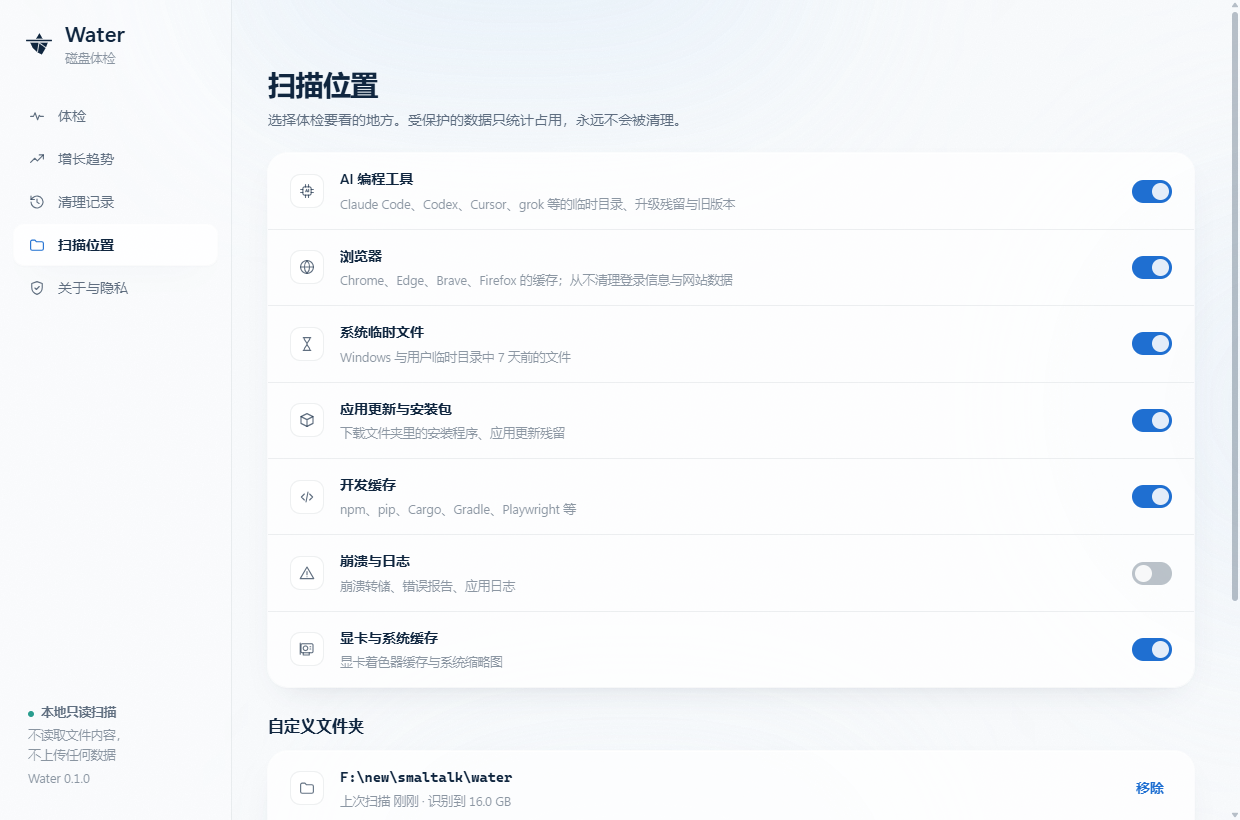 Water
磁盘体检
体检
增长趋势
清理记录
扫描位置
关于与隐私
本地只读扫描
不读取文件内容，
不上传任何数据
Water 0.1.0
扫描位置
选择体检要看的地方。受保护的数据只统计占用，永远不会被清理。
AI 编程工具
Claude Code、Codex、Cursor、grok 等的临时目录、升级残留与旧版本
浏览器
Chrome、Edge、Brave、Firefox 的缓存；从不清理登录信息与网站数据
系统临时文件
Windows 与用户临时目录中 7 天前的文件
应用更新与安装包
下载文件夹里的安装程序、应用更新残留
开发缓存
npm、pip、Cargo、Gradle、Playwright 等
崩溃与日志
崩溃转储、错误报告、应用日志
显卡与系统缓存
显卡着色器缓存与系统缩略图
自定义文件夹
F:\new\smaltalk\water
上次扫描 刚刚 · 识别到 16.0 GB
移除